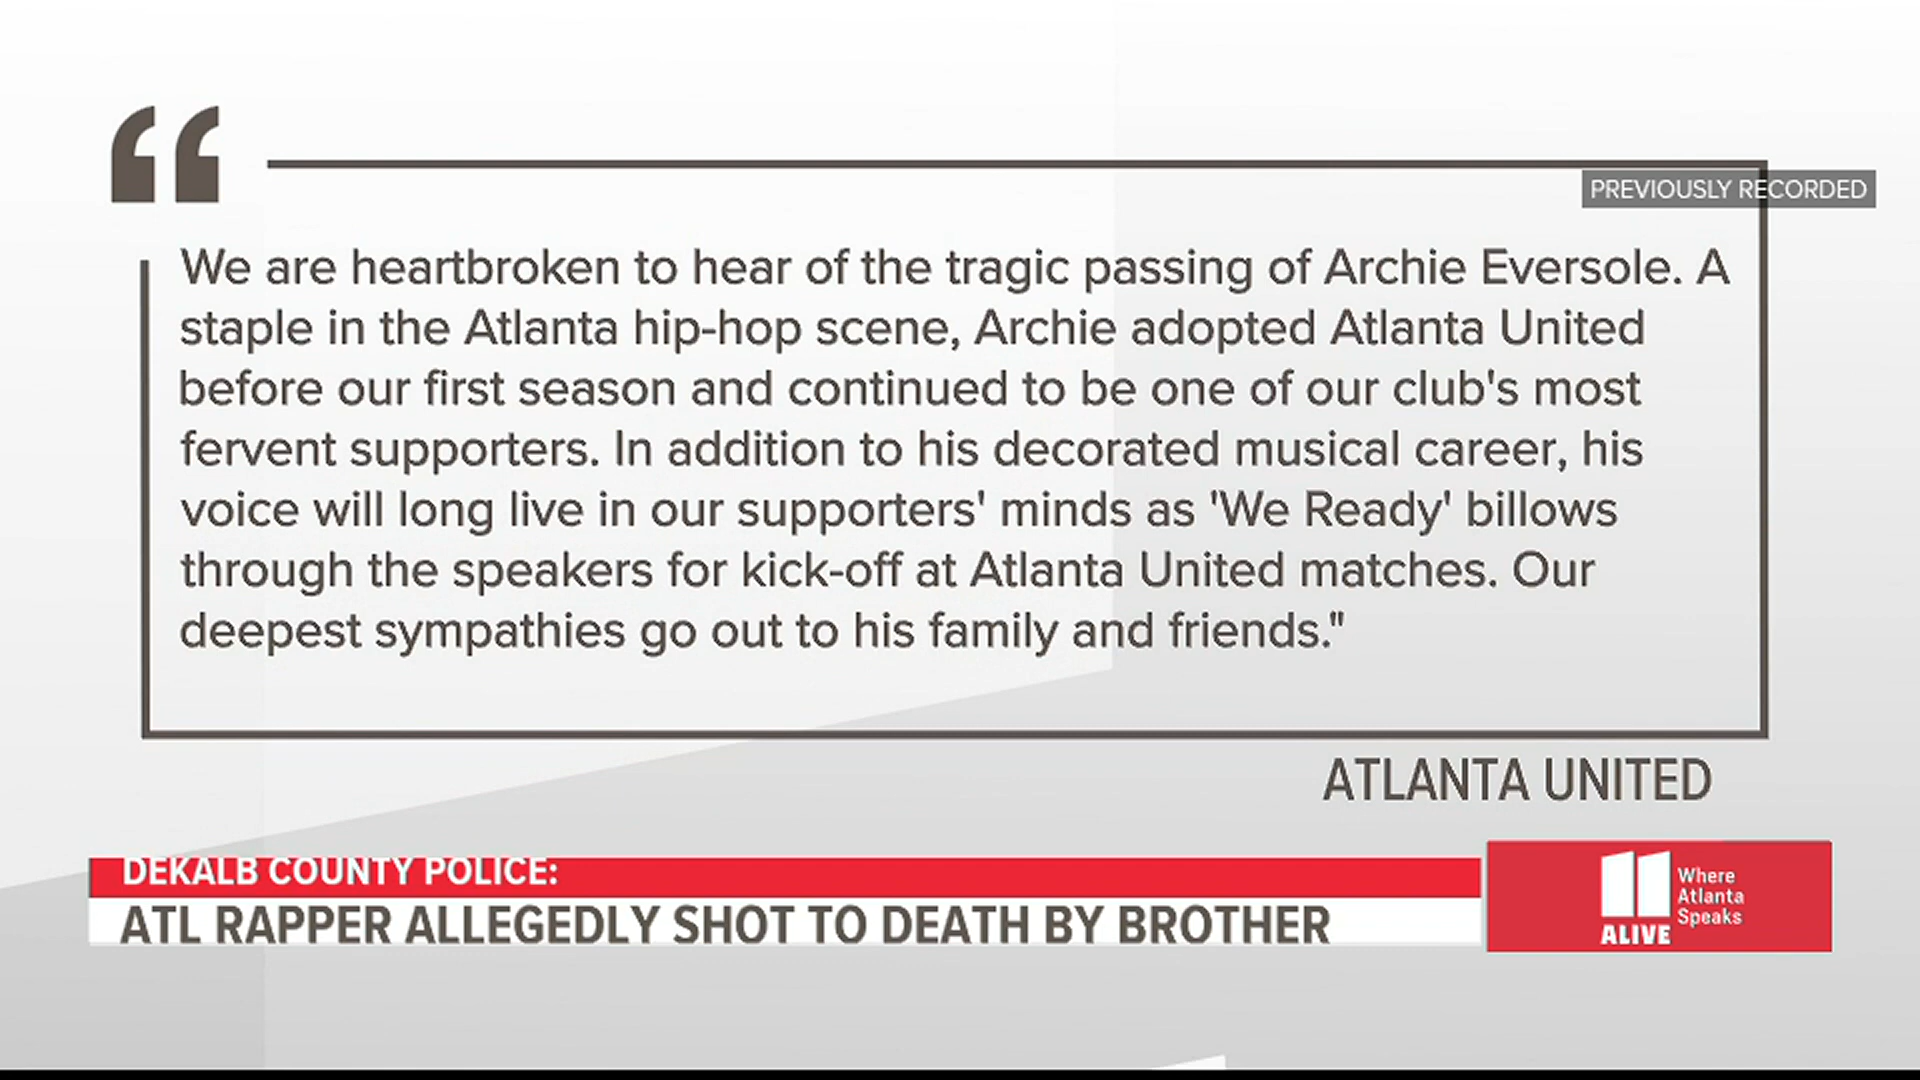 “
PREVIOUSLY RECORDED
We are heartbroken to hear of the tragic passing of Archie Eversole. A
staple in the Atlanta hip-hop scene, Archie adopted Atlanta United
before our first season and continued to be one of our club's most
fervent supporters. In addition to his decorated musical career, his
voice will long live in our supporters' minds as 'We Ready' billows
through the speakers for kick-off at Atlanta United matches. Our
deepest sympathies go out to his family and friends."
ATLANTA UNITED
DEKALB COUNTY POLICE:
ATL RAPPER ALLEGEDLY SHOT TO DEATH BY BROTHER
11
ALIVE
Where
Atlanta
Speaks